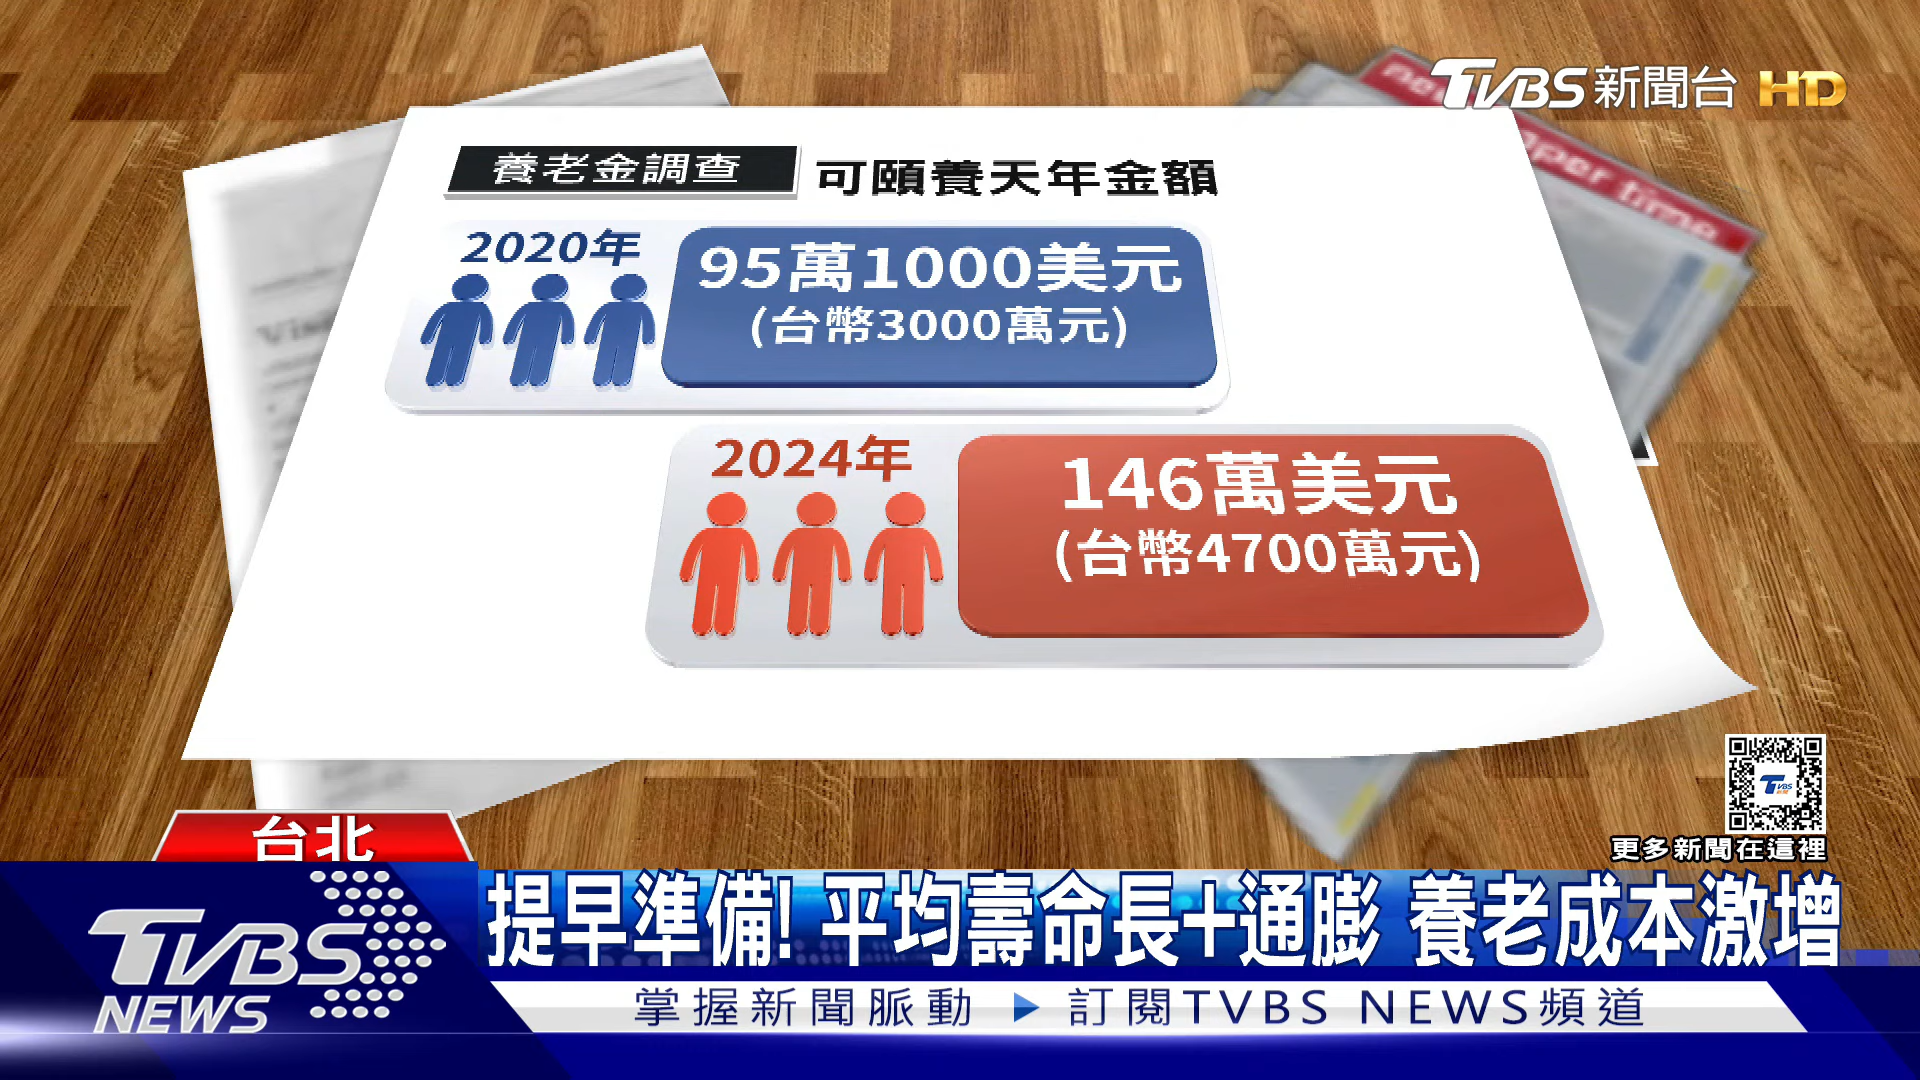 TVBS新聞台 HD
養老金調查 可頤養天年金額
2020年
95萬1000美元
(台幣3000萬元)
2024年
146萬美元
(台幣4700萬元)
TVBS
更多新聞在這裡
台北
提早準備! 平均壽命長+通膨 養老成本激增
TVBS
NEWS
掌握新聞脈動 ▶ 訂閱TVBS NEWS頻道